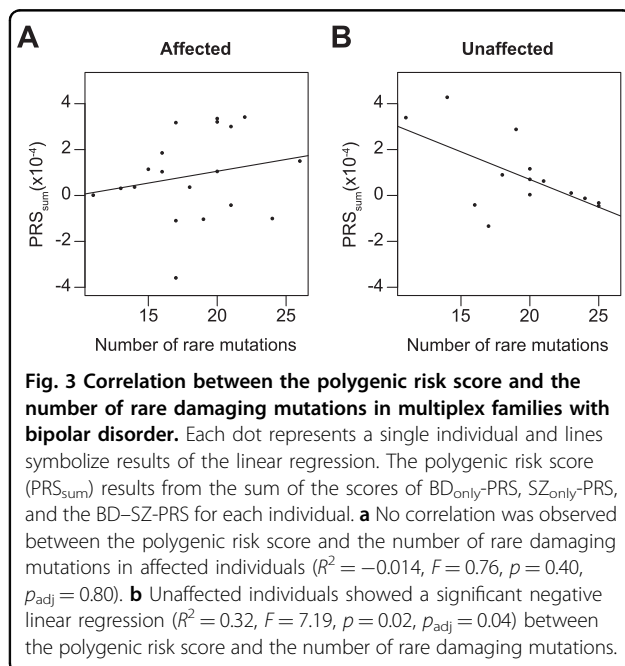 A
B
Affected
Unaffected
PRSsum(x10-4)
4
2
0
-2
-4
15
20
25
Number of rare mutations
PRSsum(x10-4)
4
2
0
-2
-4
15
20
25
Number of rare mutations
Fig. 3 Correlation between the polygenic risk score and the
number of rare damaging mutations in multiplex families with
bipolar disorder. Each dot represents a single individual and lines
symbolize results of the linear regression. The polygenic risk score
(PRSsum) results from the sum of the scores of BDonly-PRS, SZonly-PRS,
and the BD–SZ-PRS for each individual. a No correlation was observed
between the polygenic risk score and the number of rare damaging
mutations in affected individuals (R² = −0.014, F = 0.76, p = 0.40,
padj = 0.80). b Unaffected individuals showed a significant negative
linear regression (R² = 0.32, F = 7.19, p = 0.02, padj = 0.04) between
the polygenic risk score and the number of rare damaging mutations.